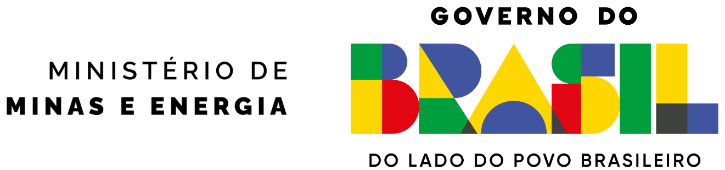 MINISTÉRIO DE
MINAS E ENERGIA
GOVERNO DO
BRASIL
DO LADO DO POVO BRASILEIRO